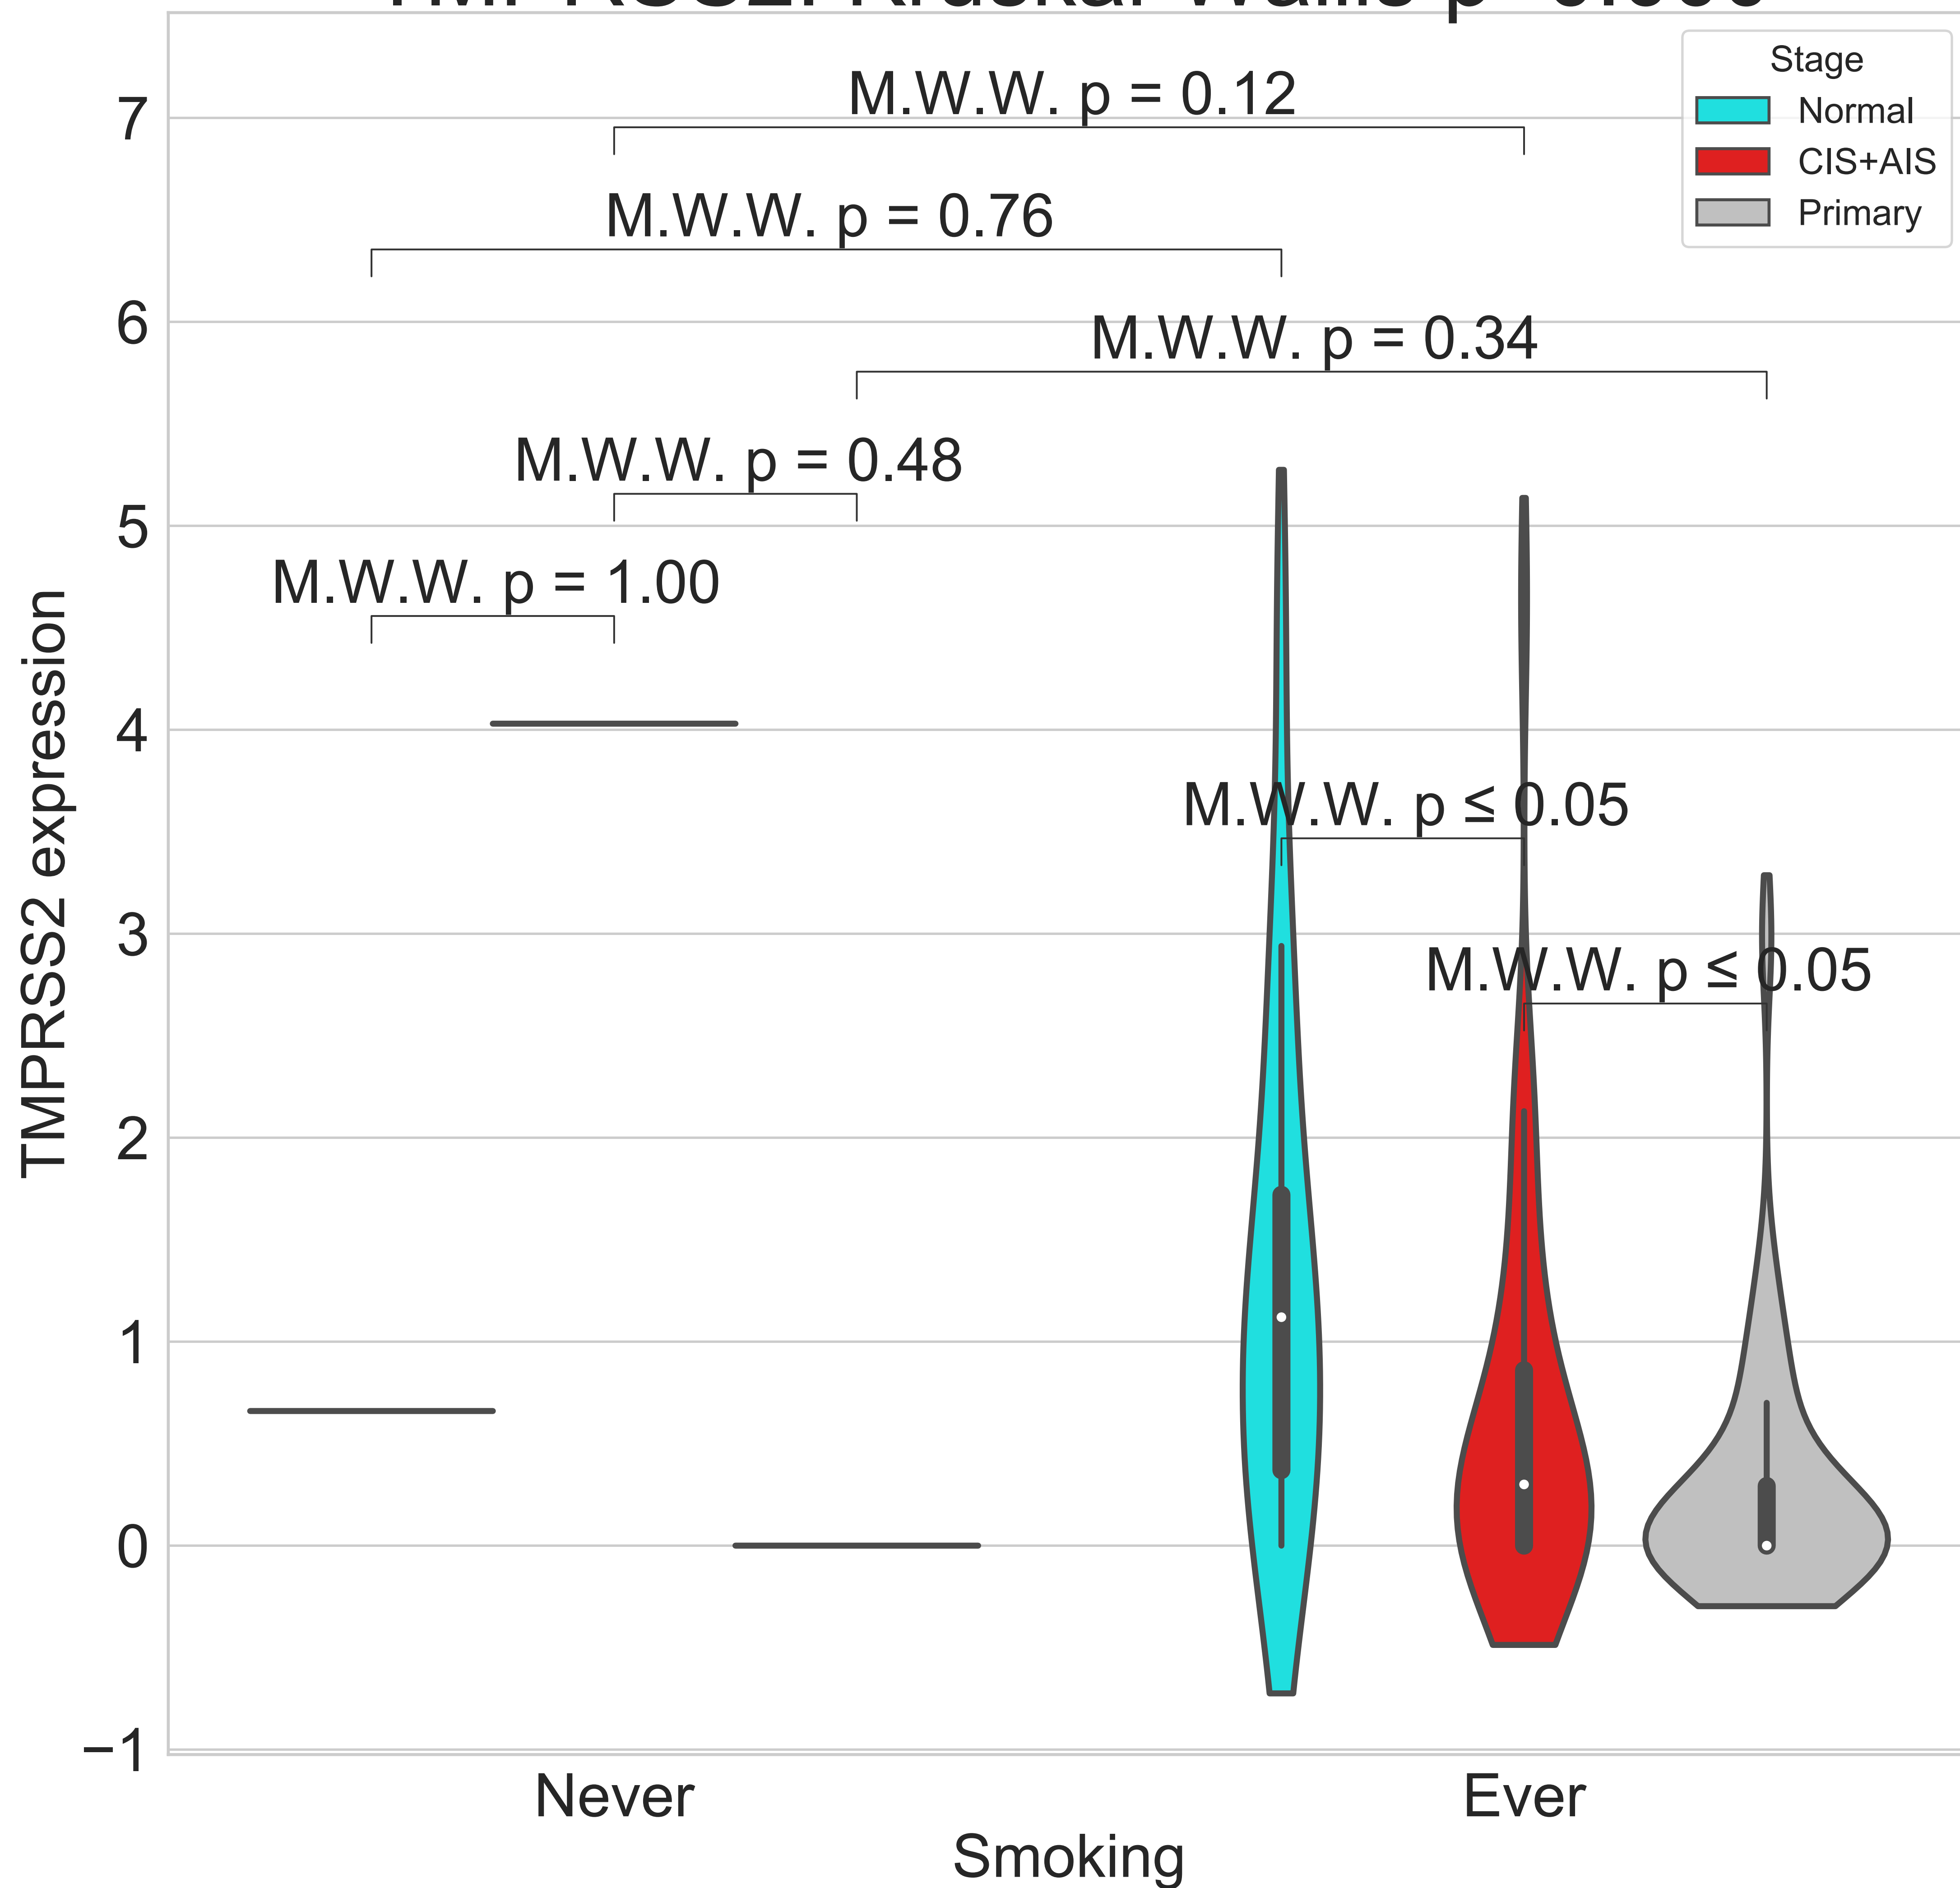 Stage
Normal
CIS+AIS
Primary
M.W.W. p = 0.12
M.W.W. p = 0.76
M.W.W. p = 0.34
M.W.W. p = 0.48
M.W.W. p = 1.00
M.W.W. p ≤ 0.05
M.W.W. p ≤ 0.05
7
6
5
4
3
2
1
0
−1
TMPRSS2 expression
Never
Ever
Smoking